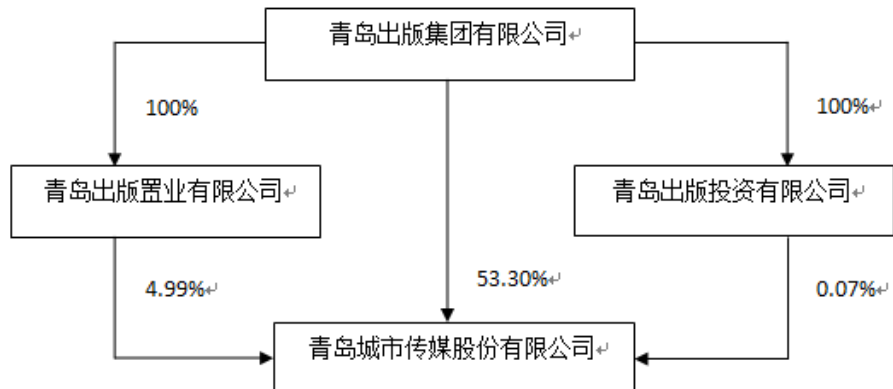 青岛出版集团有限公司
100%
100%
青岛出版置业有限公司
青岛出版投资有限公司
4.99%
53.30%
0.07%
青岛城市传媒股份有限公司